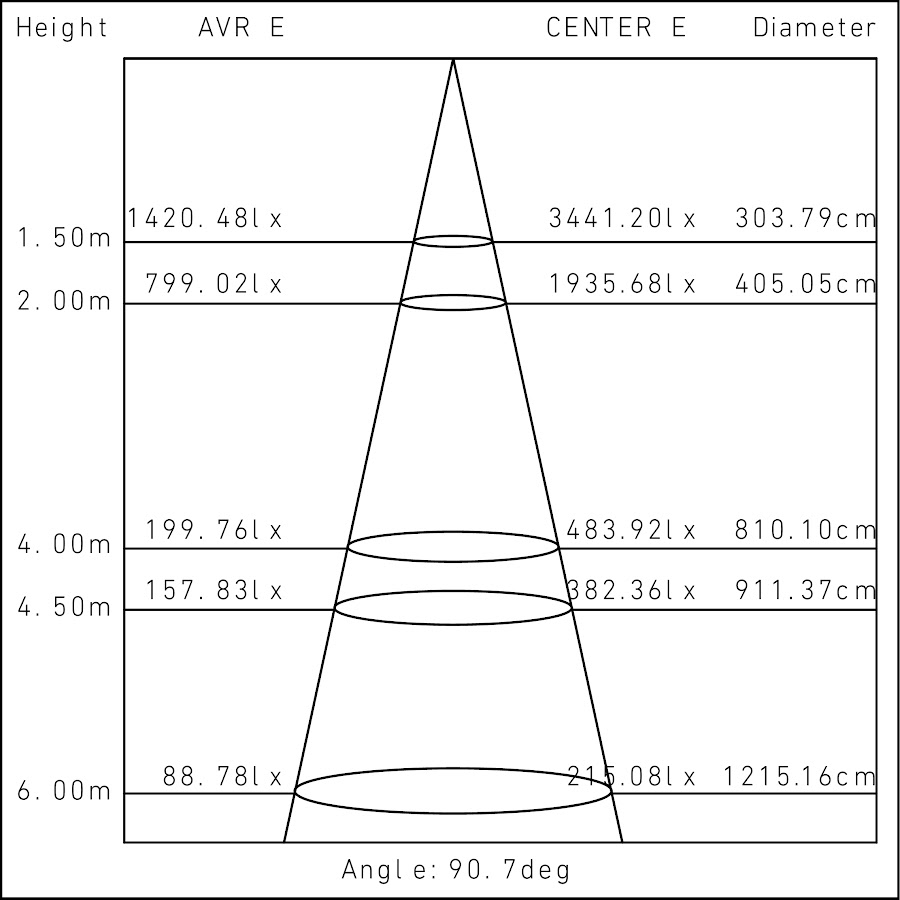 Height AVR E CENTER E Diameter
1420.48lx 3441.20lx 303.79cm
1.50m
799.02lx 1935.68lx 405.05cm
2.00m
199.76lx 483.92lx 810.10cm
4.00m
157.83lx 382.36lx 911.37cm
4.50m
88.78lx 215.08lx 1215.16cm
6.00m
Angle: 90.7deg